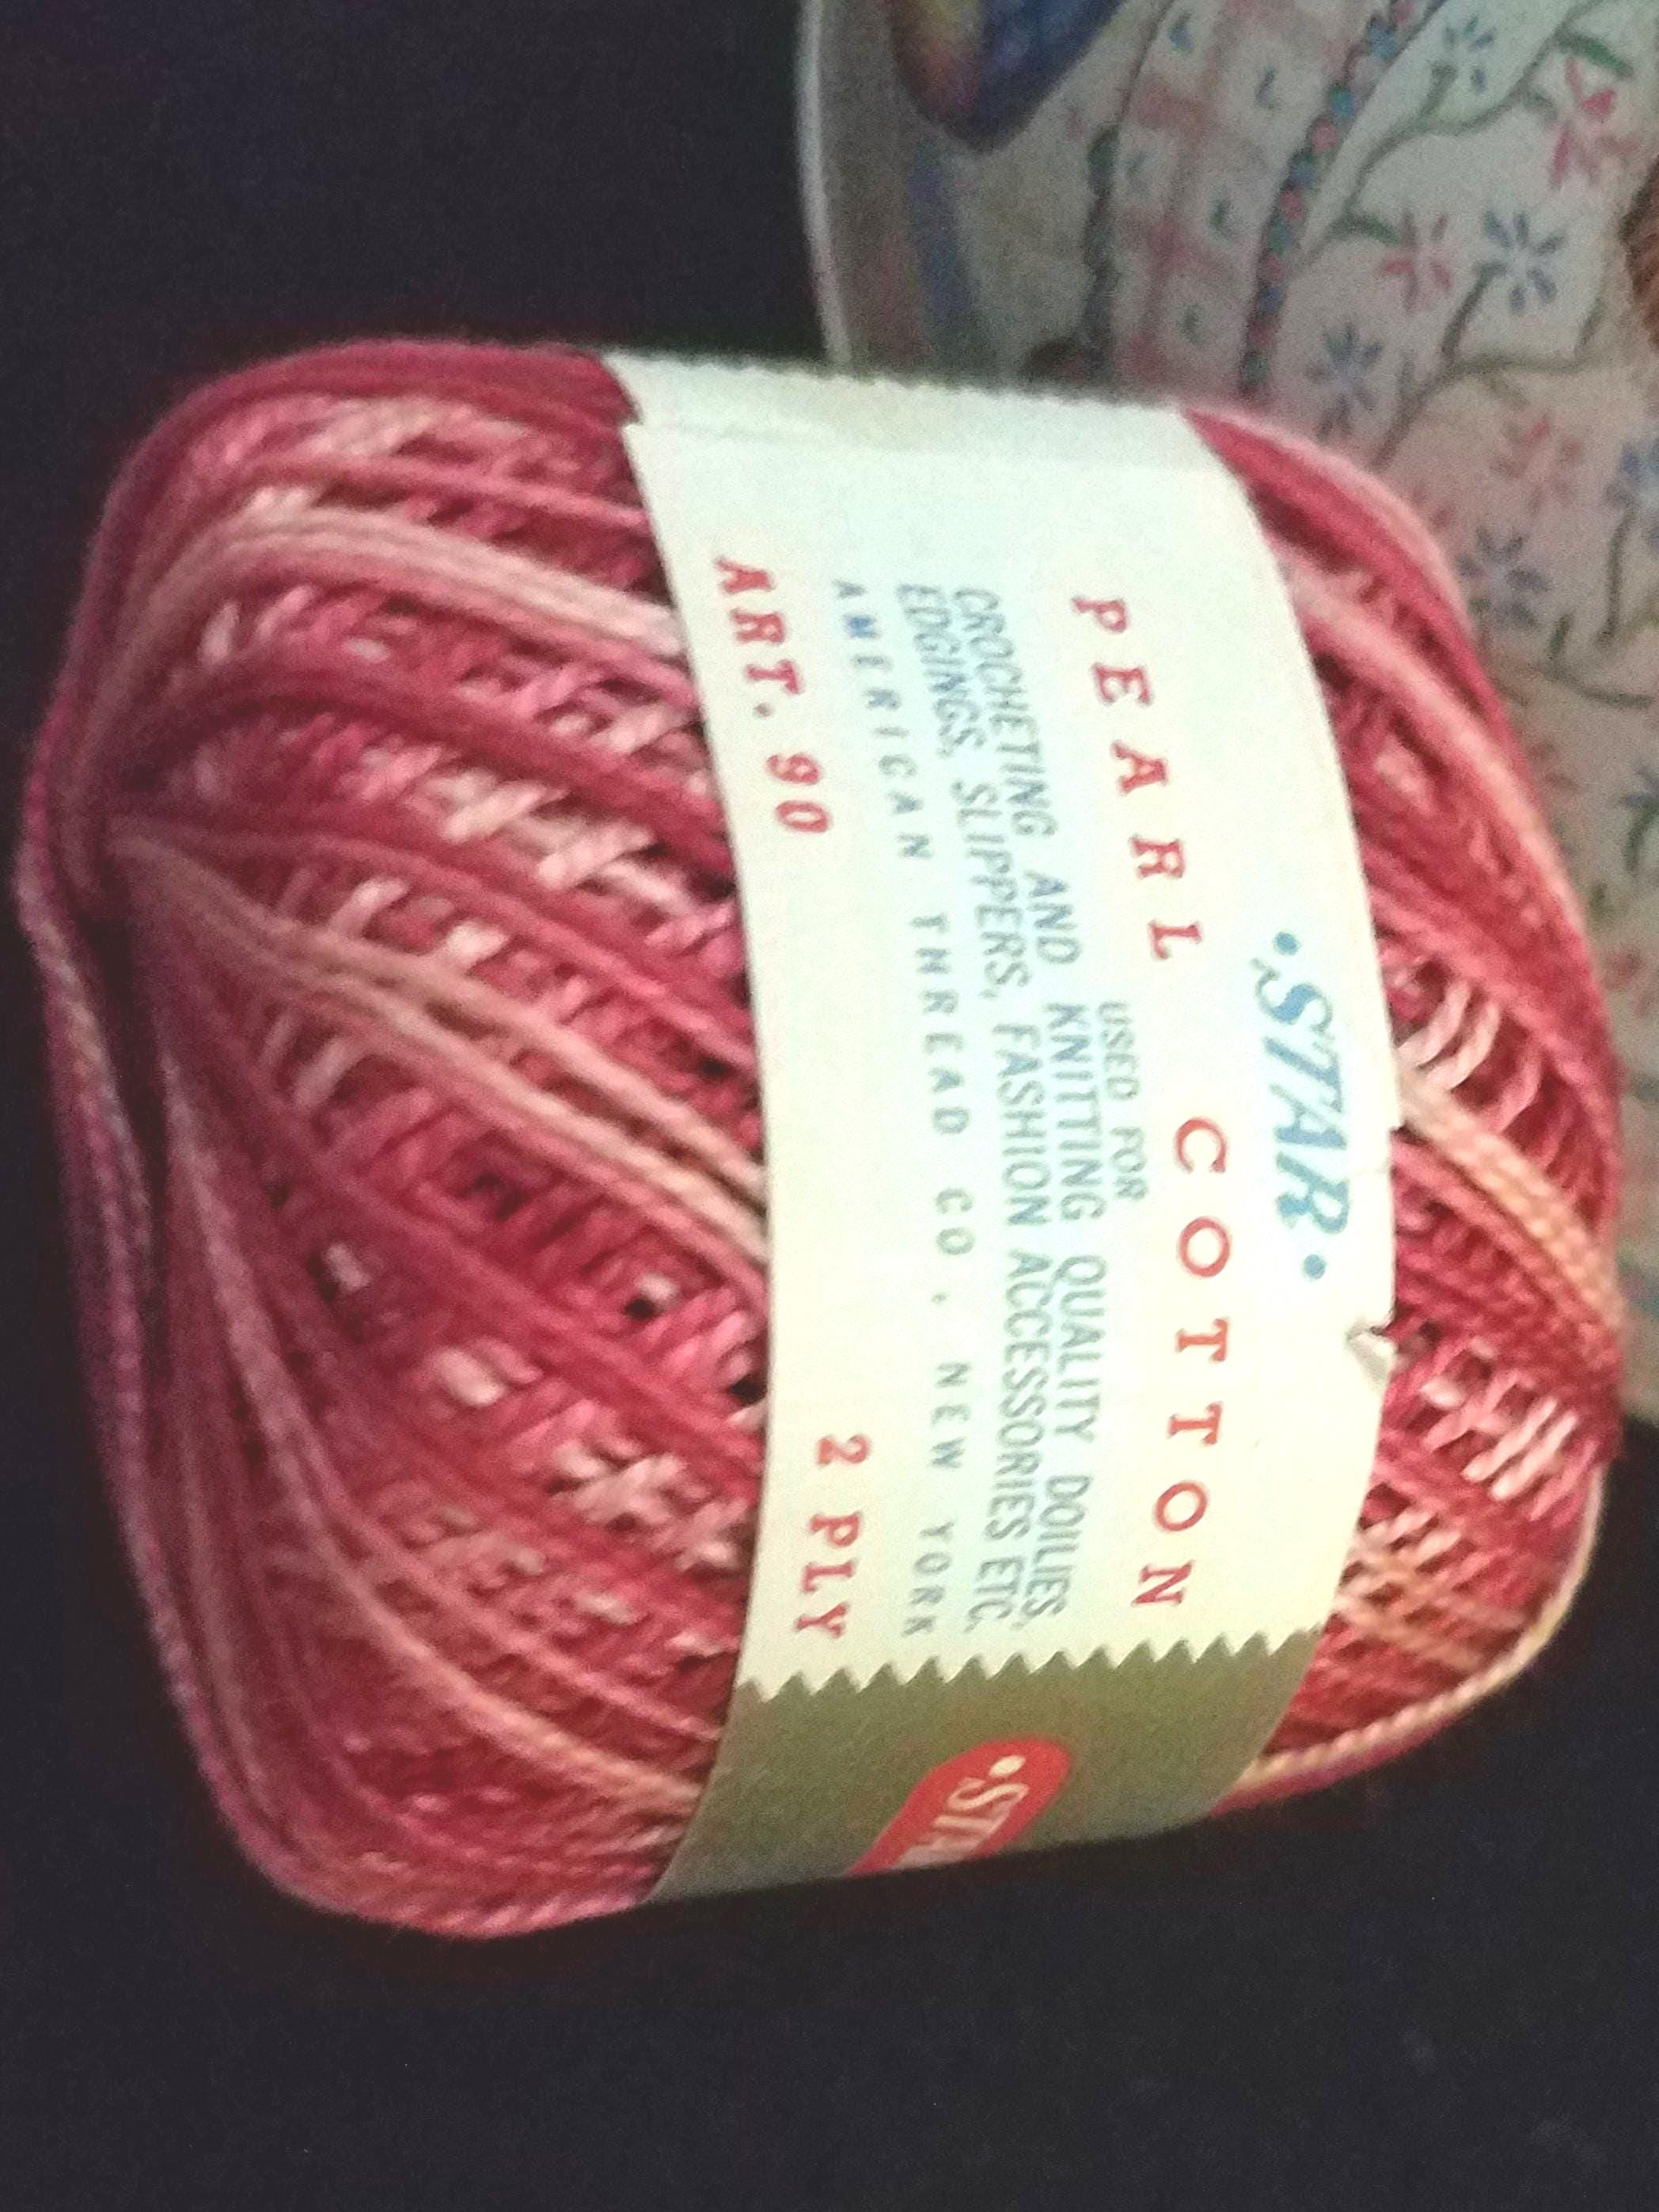 • STAR •
PEARL COTTON
USED FOR
CROCHETING AND KNITTING QUALITY DOILIES,
EDGINGS, SLIPPERS, FASHION ACCESSORIES ETC.
AMERICAN THREAD CO., NEW YORK
ART. 90 2 PLY
• STA